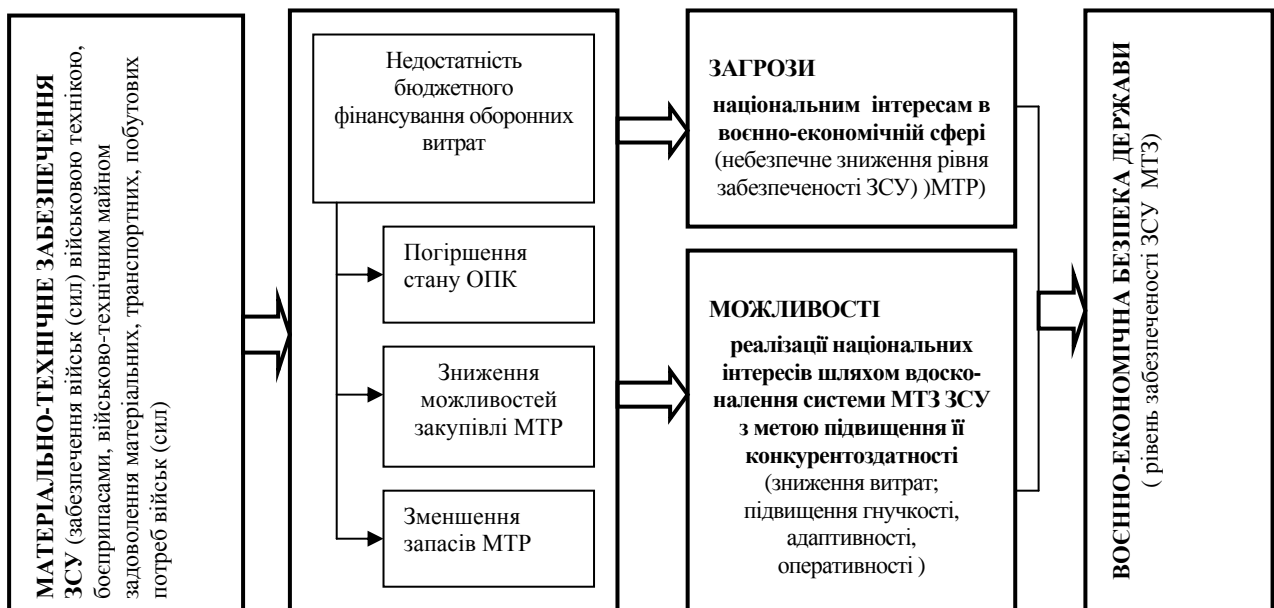 МАТЕРІАЛЬНО-ТЕХНІЧНЕ ЗАБЕЗПЕЧЕННЯ
ЗСУ (забезпечення військ (сил) військовою технікою,
боєприпасами, військово-технічним майном
задоволення матеріальних, транспортних, побутових
потреб військ (сил)
Недостатність
бюджетного
фінансування оборонних
витрат
Погіршення
стану ОПК
Зниження
можливостей
закупівлі МТР
Зменшення
запасів МТР
ЗАГРОЗИ
національним інтересам в
воєнно-економічній сфері
(небезпечне зниження рівня
забезпеченості ЗСУ) )МТР)
МОЖЛИВОСТІ
реалізації національних
інтересів шляхом вдоско-
налення системи МТЗ ЗСУ
з метою підвищення її
конкурентоздатності
(зниження витрат;
підвищення гнучкості,
адаптивності,
оперативності )
ВОЄННО-ЕКОНОМІЧНА БЕЗПЕКА ДЕРЖАВИ
( рівень забезпеченості ЗСУ МТЗ)